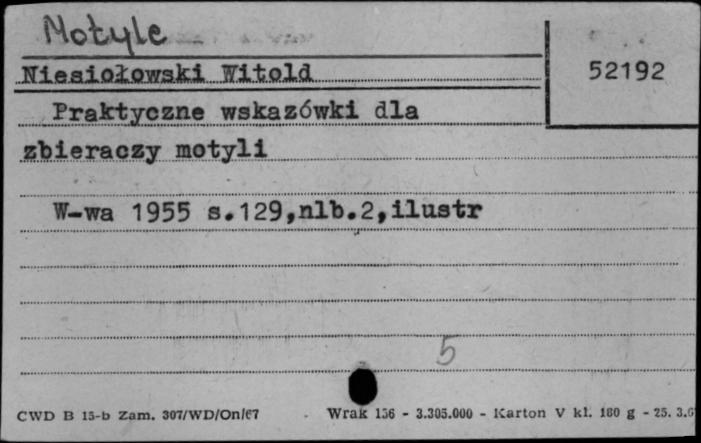 Motyle
Niesiołowski Witold
52192
Praktyczne wskazówki dla
zbieraczy motyli
W-wa 1955 s.129,nlb.2,ilustr
5
CWD B 15-b Zam. 307/WD/On/67
Wrak 136 - 3.305.000 - Karton V kl. 180 g - 25. 3.6